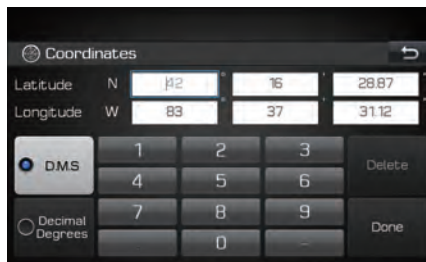 Coordinates
Latitude N 42 ° 16 ' 28.87 "
Longitude W 83 ° 37 ' 31.12 "
D.M.S
1 2 3
Delete
4 5 6
Decimal
Degrees
7 8 9
Done
0 -